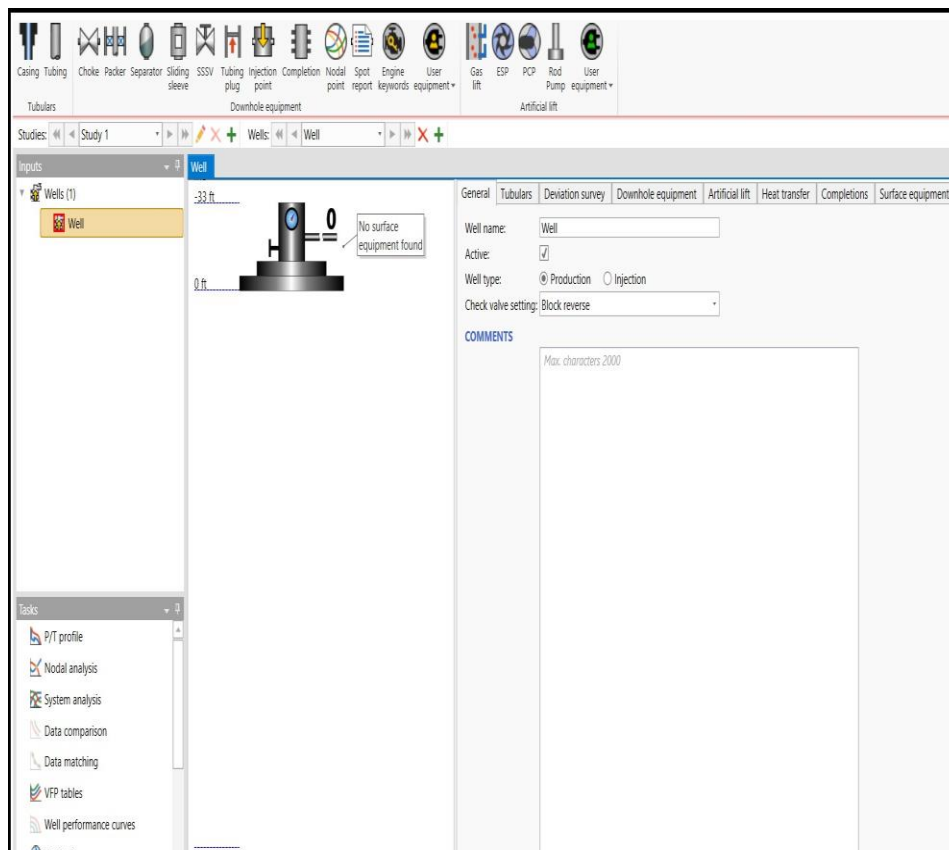 Casing Tubing Choke Packer Separator Sliding sleeve SSSV Tubing plug Injection point Completion Nodal point Spot report Engine keywords User equipment Gas lift ESP PCP Rod Pump User equipment
Tubulars Downhole equipment Artificial lift
Studies: Study 1 Wells: Well
Inputs
Wells (1)
Well
Well
-33 ft
No surface
equipment found
0 ft
General Tubulars Deviation survey Downhole equipment Artificial lift Heat transfer Completions Surface equipment
Well name: Well
Active:
Well type: Production Injection
Check valve setting: Block reverse
COMMENTS
Max. characters 2000
Tasks
P/T profile
Nodal analysis
System analysis
Data comparison
Data matching
VFP tables
Well performance curves